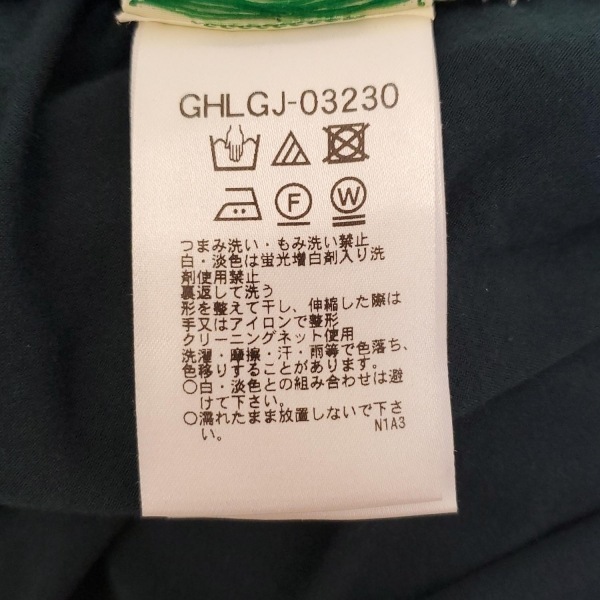 GHLGJ-03230
F W
つまみ洗い・もみ洗い禁止
白・淡色は蛍光増白剤入り洗
剤使用禁止
裏返して洗う
形を整えて干し、伸縮した際は
手又はアイロンで整形
クリーニングネット使用
洗濯・摩擦・汗・雨等で色落ち、
色移りすることがあります。
○白・淡色との組み合わせは避
けて下さい。
○濡れたまま放置しないで下さ
い。 N1A3